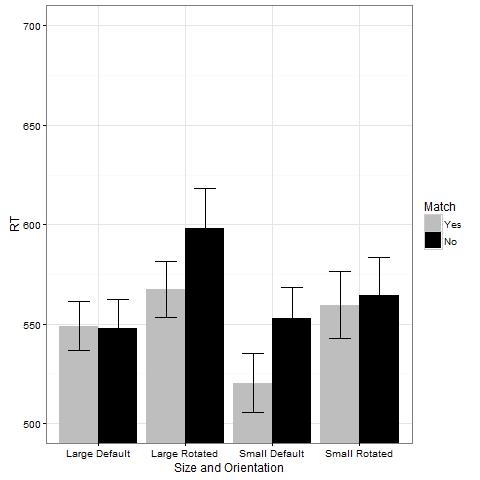 700
650
600
550
500
RT
Large Default
Large Rotated
Small Default
Small Rotated
Size and Orientation
Match
Yes
No